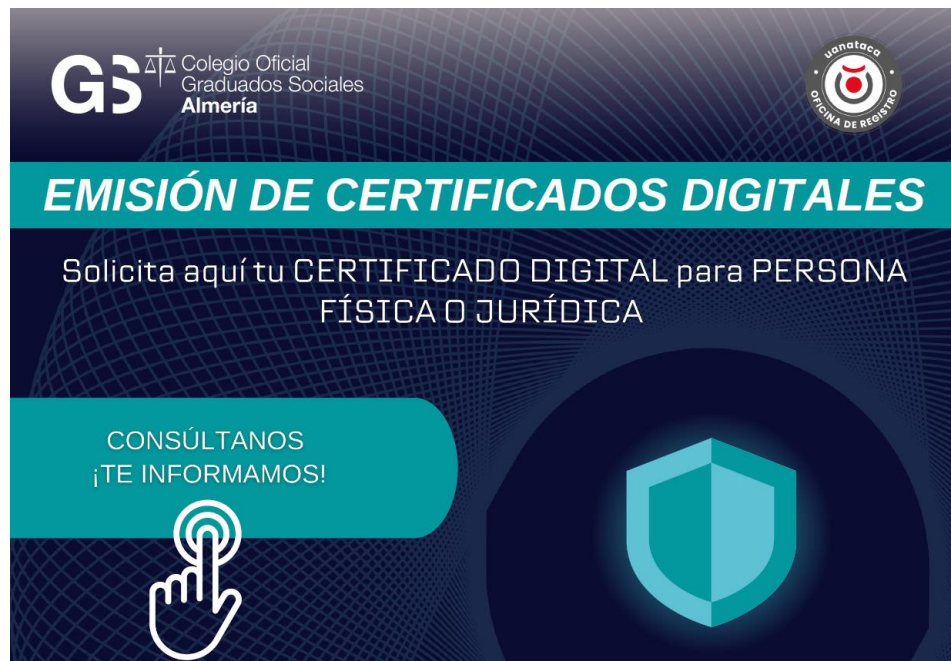 GS Colegio Oficial
Graduados Sociales
Almería
uanataca
OFICINA DE REGISTRO
EMISIÓN DE CERTIFICADOS DIGITALES
Solicita aquí tu CERTIFICADO DIGITAL para PERSONA
FÍSICA O JURÍDICA
CONSÚLTANOS
¡TE INFORMAMOS!